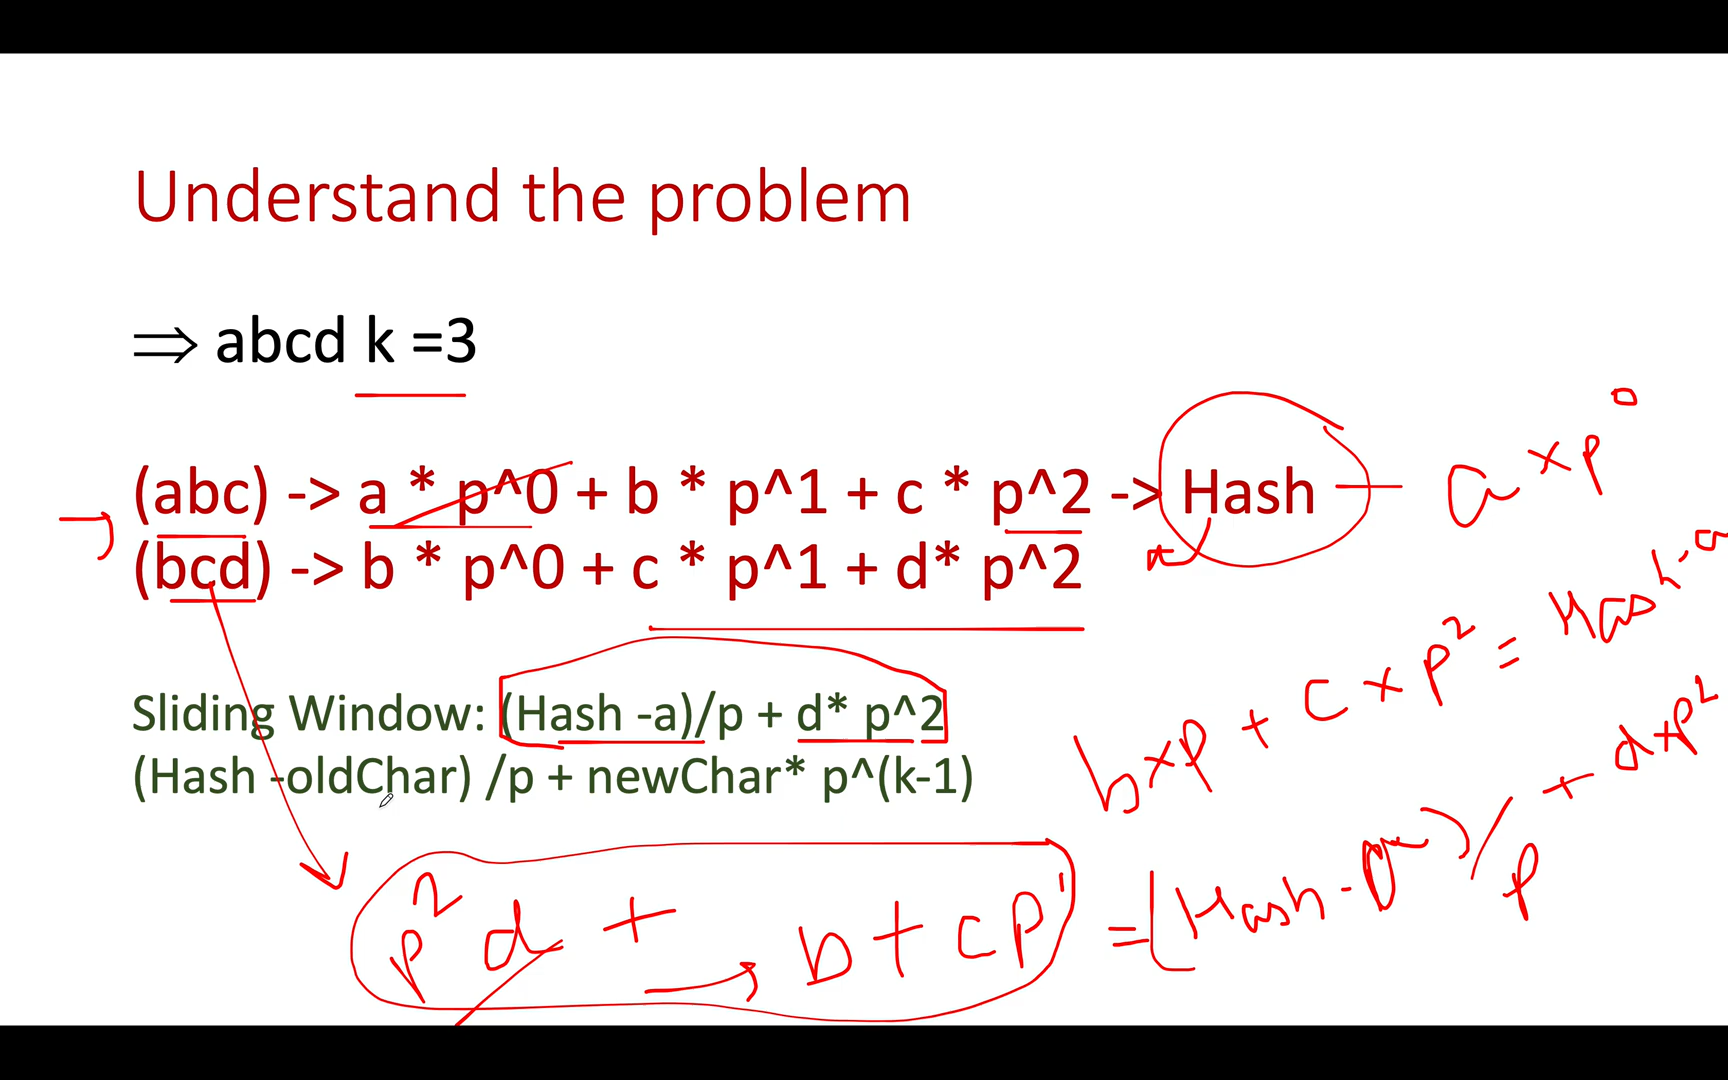 Understand the problem
⇒ abcd k =3
(abc) -> a * p^0 + b * p^1 + c * p^2 -> Hash — a × p^0
(bcd) -> b * p^0 + c * p^1 + d* p^2
b×p + c×p^2 = Hash - a
Sliding Window: (Hash -a)/p + d* p^2
(Hash -oldChar) /p + newChar* p^(k-1)
p^2 d + b + cp^1 = (Hash - a)/p + d×p^2